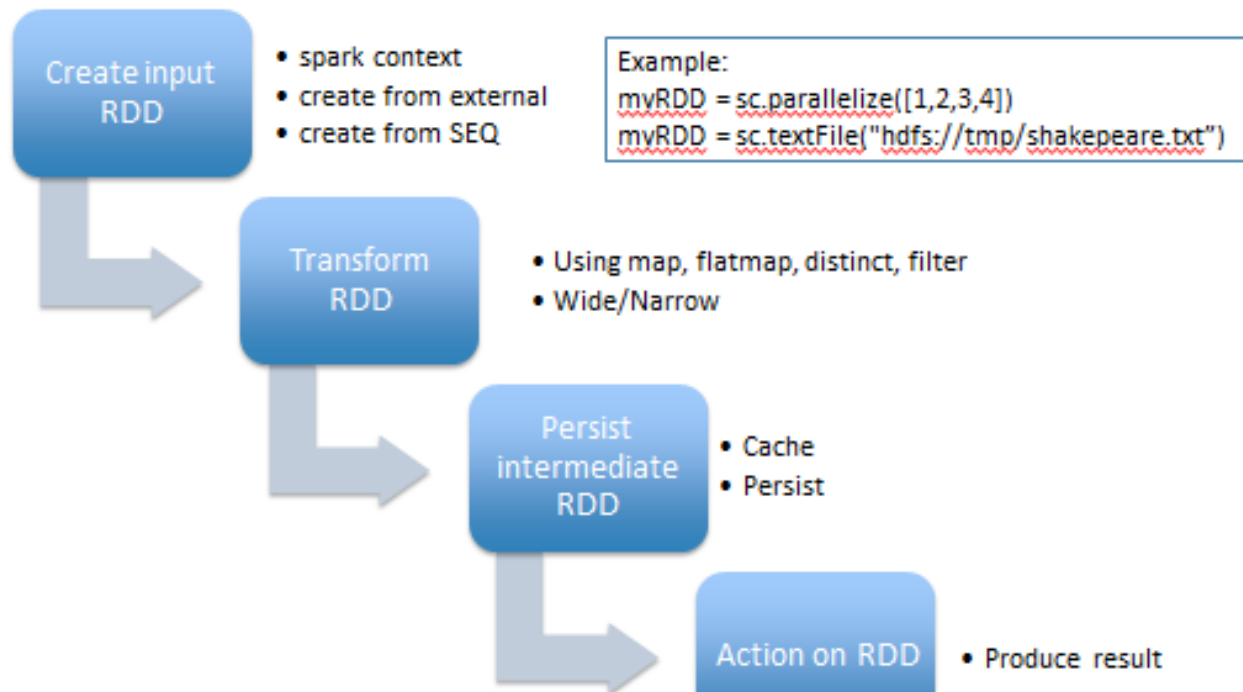 Create input
RDD
• spark context
• create from external
• create from SEQ
Example:
myRDD = sc.parallelize([1,2,3,4])
myRDD = sc.textFile("hdfs://tmp/shakepeare.txt”)
Transform
RDD
• Using map, flatmap, distinct, filter
• Wide/Narrow
Persist
intermediate
RDD
• Cache
• Persist
Action on RDD
• Produce result